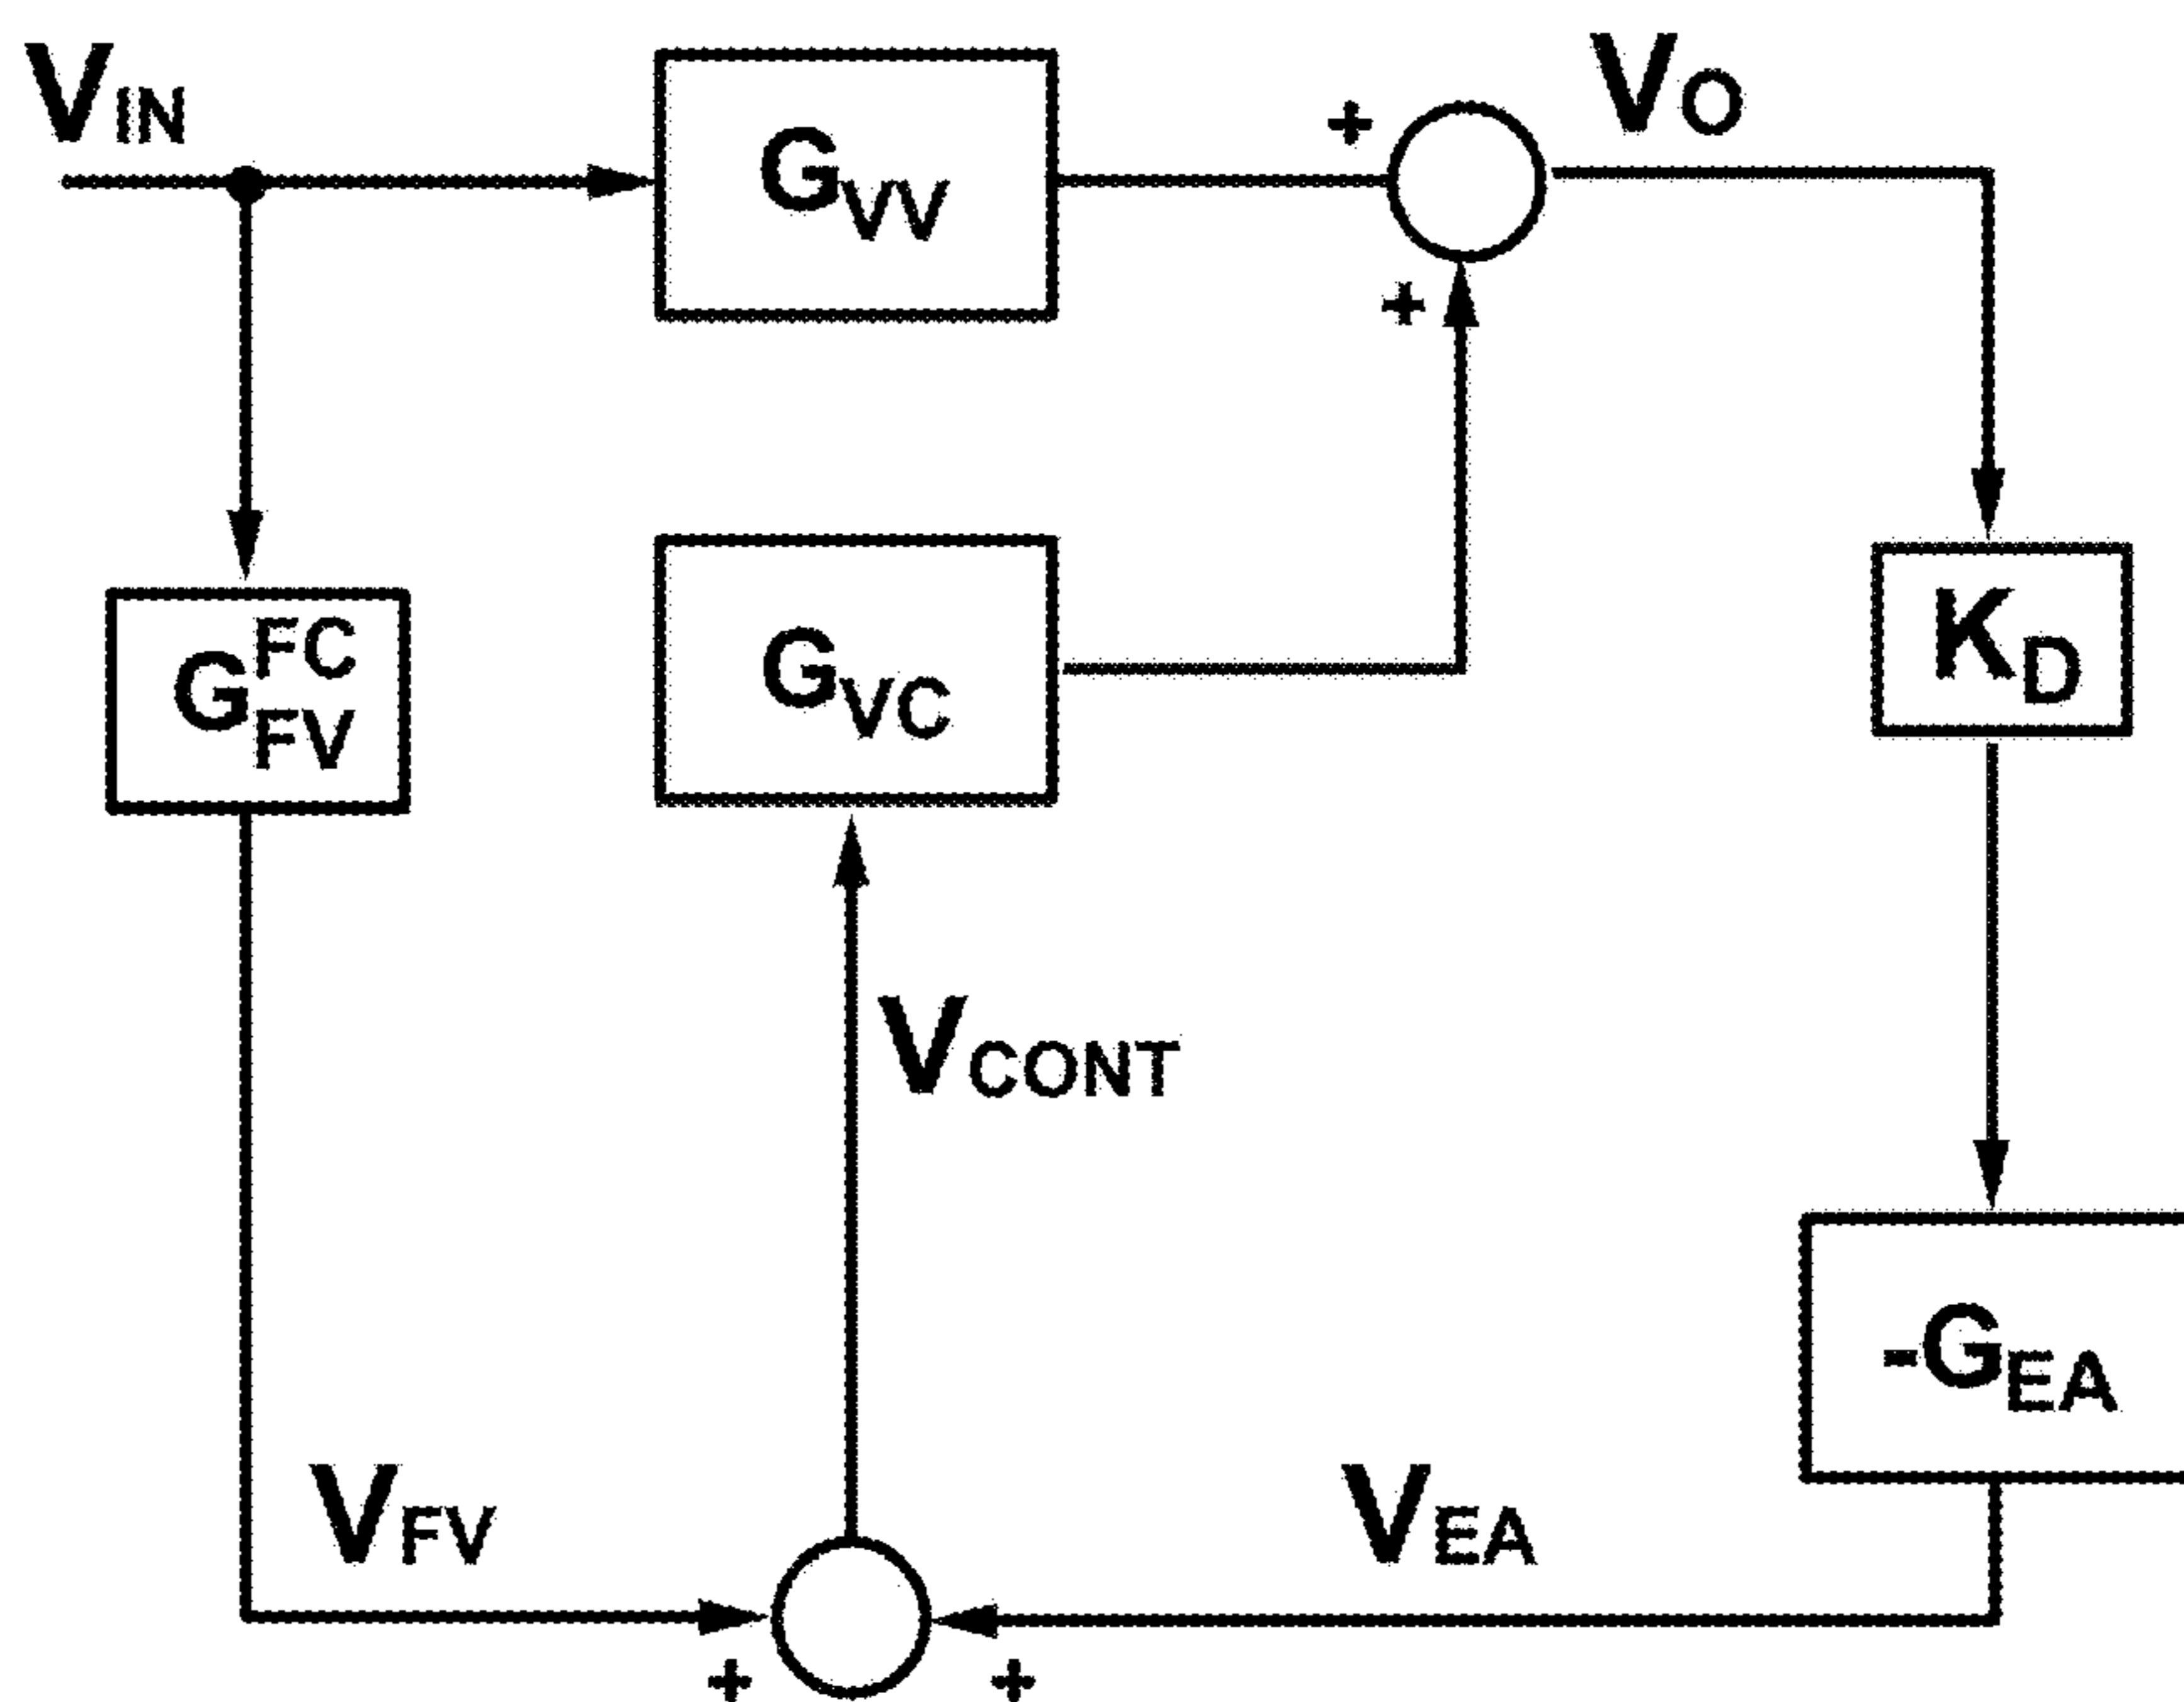 VIN
GVV
+
VO
+
GFCFV
GVC
KD
VCONT
-GEA
VFV
VEA
+
+